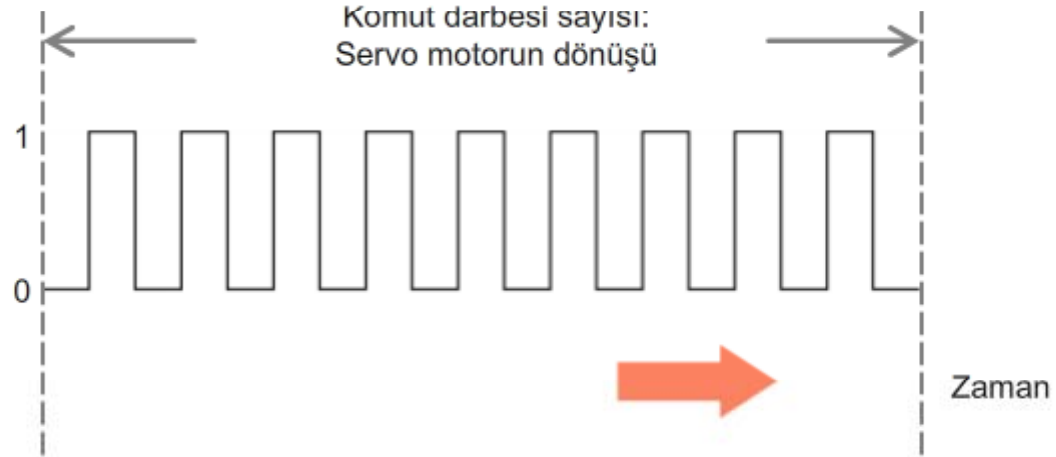 Komut darbesi sayısı:
Servo motorun dönüşü
1
0
Zaman